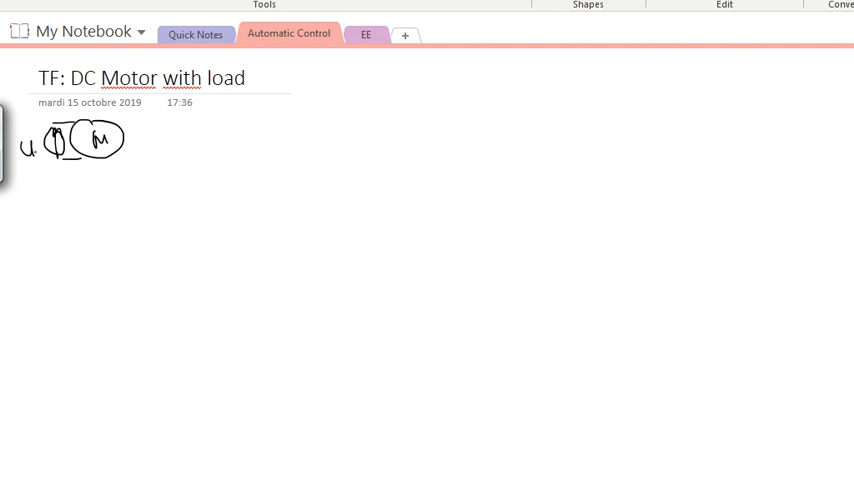 Tools Shapes Edit Conve
My Notebook Quick Notes Automatic Control EE +
TF: DC Motor with load
mardi 15 octobre 2019 17:36
u M